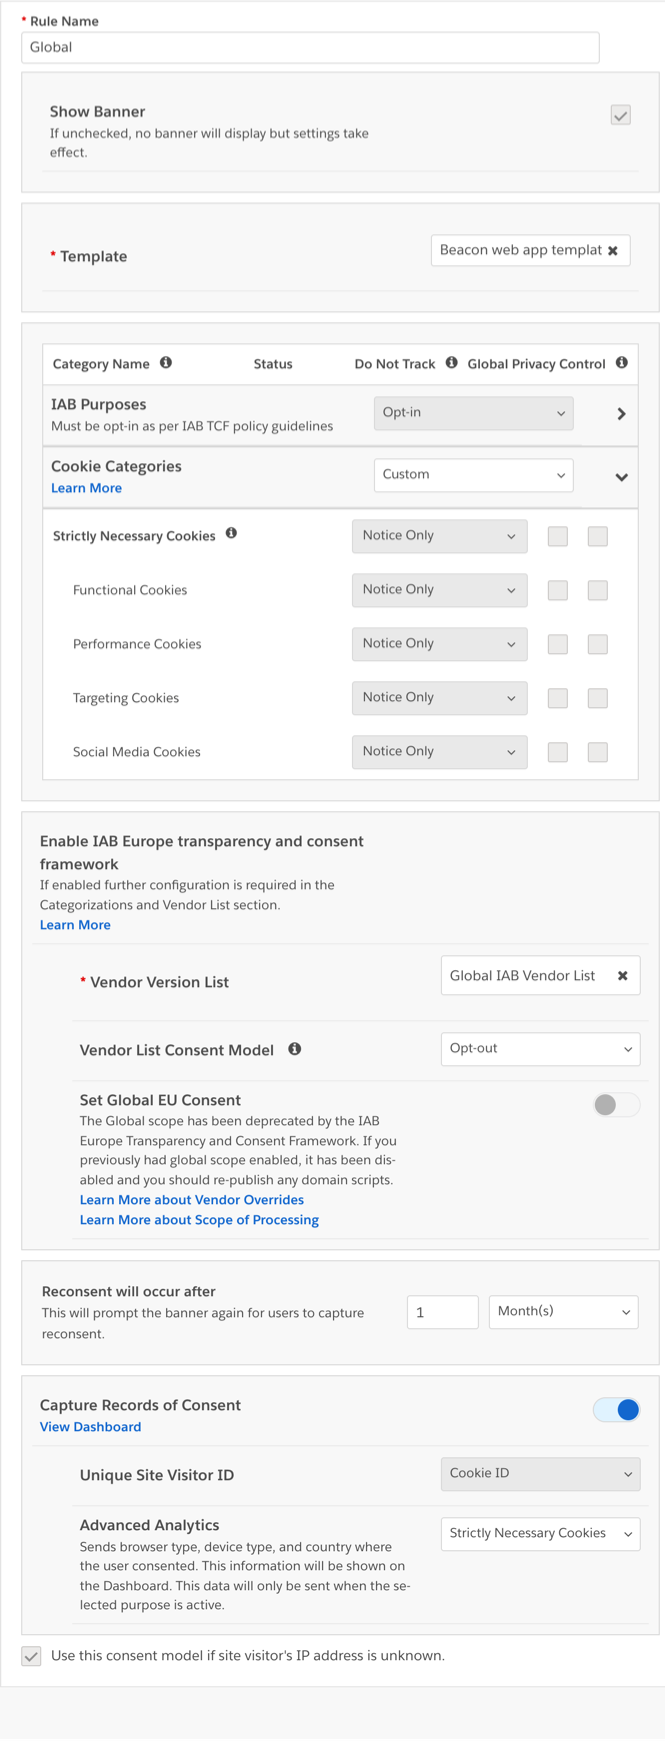 * Rule Name
Global
Show Banner
If unchecked, no banner will display but settings take
effect.
* Template
Beacon web app templat ✖
Category Name Status Do Not Track Global Privacy Control
IAB Purposes
Must be opt-in as per IAB TCF policy guidelines
Opt-in
Cookie Categories
Learn More
Custom
Strictly Necessary Cookies Notice Only
Functional Cookies Notice Only
Performance Cookies Notice Only
Targeting Cookies Notice Only
Social Media Cookies Notice Only
Enable IAB Europe transparency and consent
framework
If enabled further configuration is required in the
Categorizations and Vendor List section.
Learn More
* Vendor Version List Global IAB Vendor List ✖
Vendor List Consent Model Opt-out
Set Global EU Consent
The Global scope has been deprecated by the IAB
Europe Transparency and Consent Framework. If you
previously had global scope enabled, it has been dis-
abled and you should re-publish any domain scripts.
Learn More about Vendor Overrides
Learn More about Scope of Processing
Reconsent will occur after
This will prompt the banner again for users to capture
reconsent.
1 Month(s)
Capture Records of Consent
View Dashboard
Unique Site Visitor ID Cookie ID
Advanced Analytics
Sends browser type, device type, and country where
the user consented. This information will be shown on
the Dashboard. This data will only be sent when the se-
lected purpose is active.
Strictly Necessary Cookies
Use this consent model if site visitor's IP address is unknown.